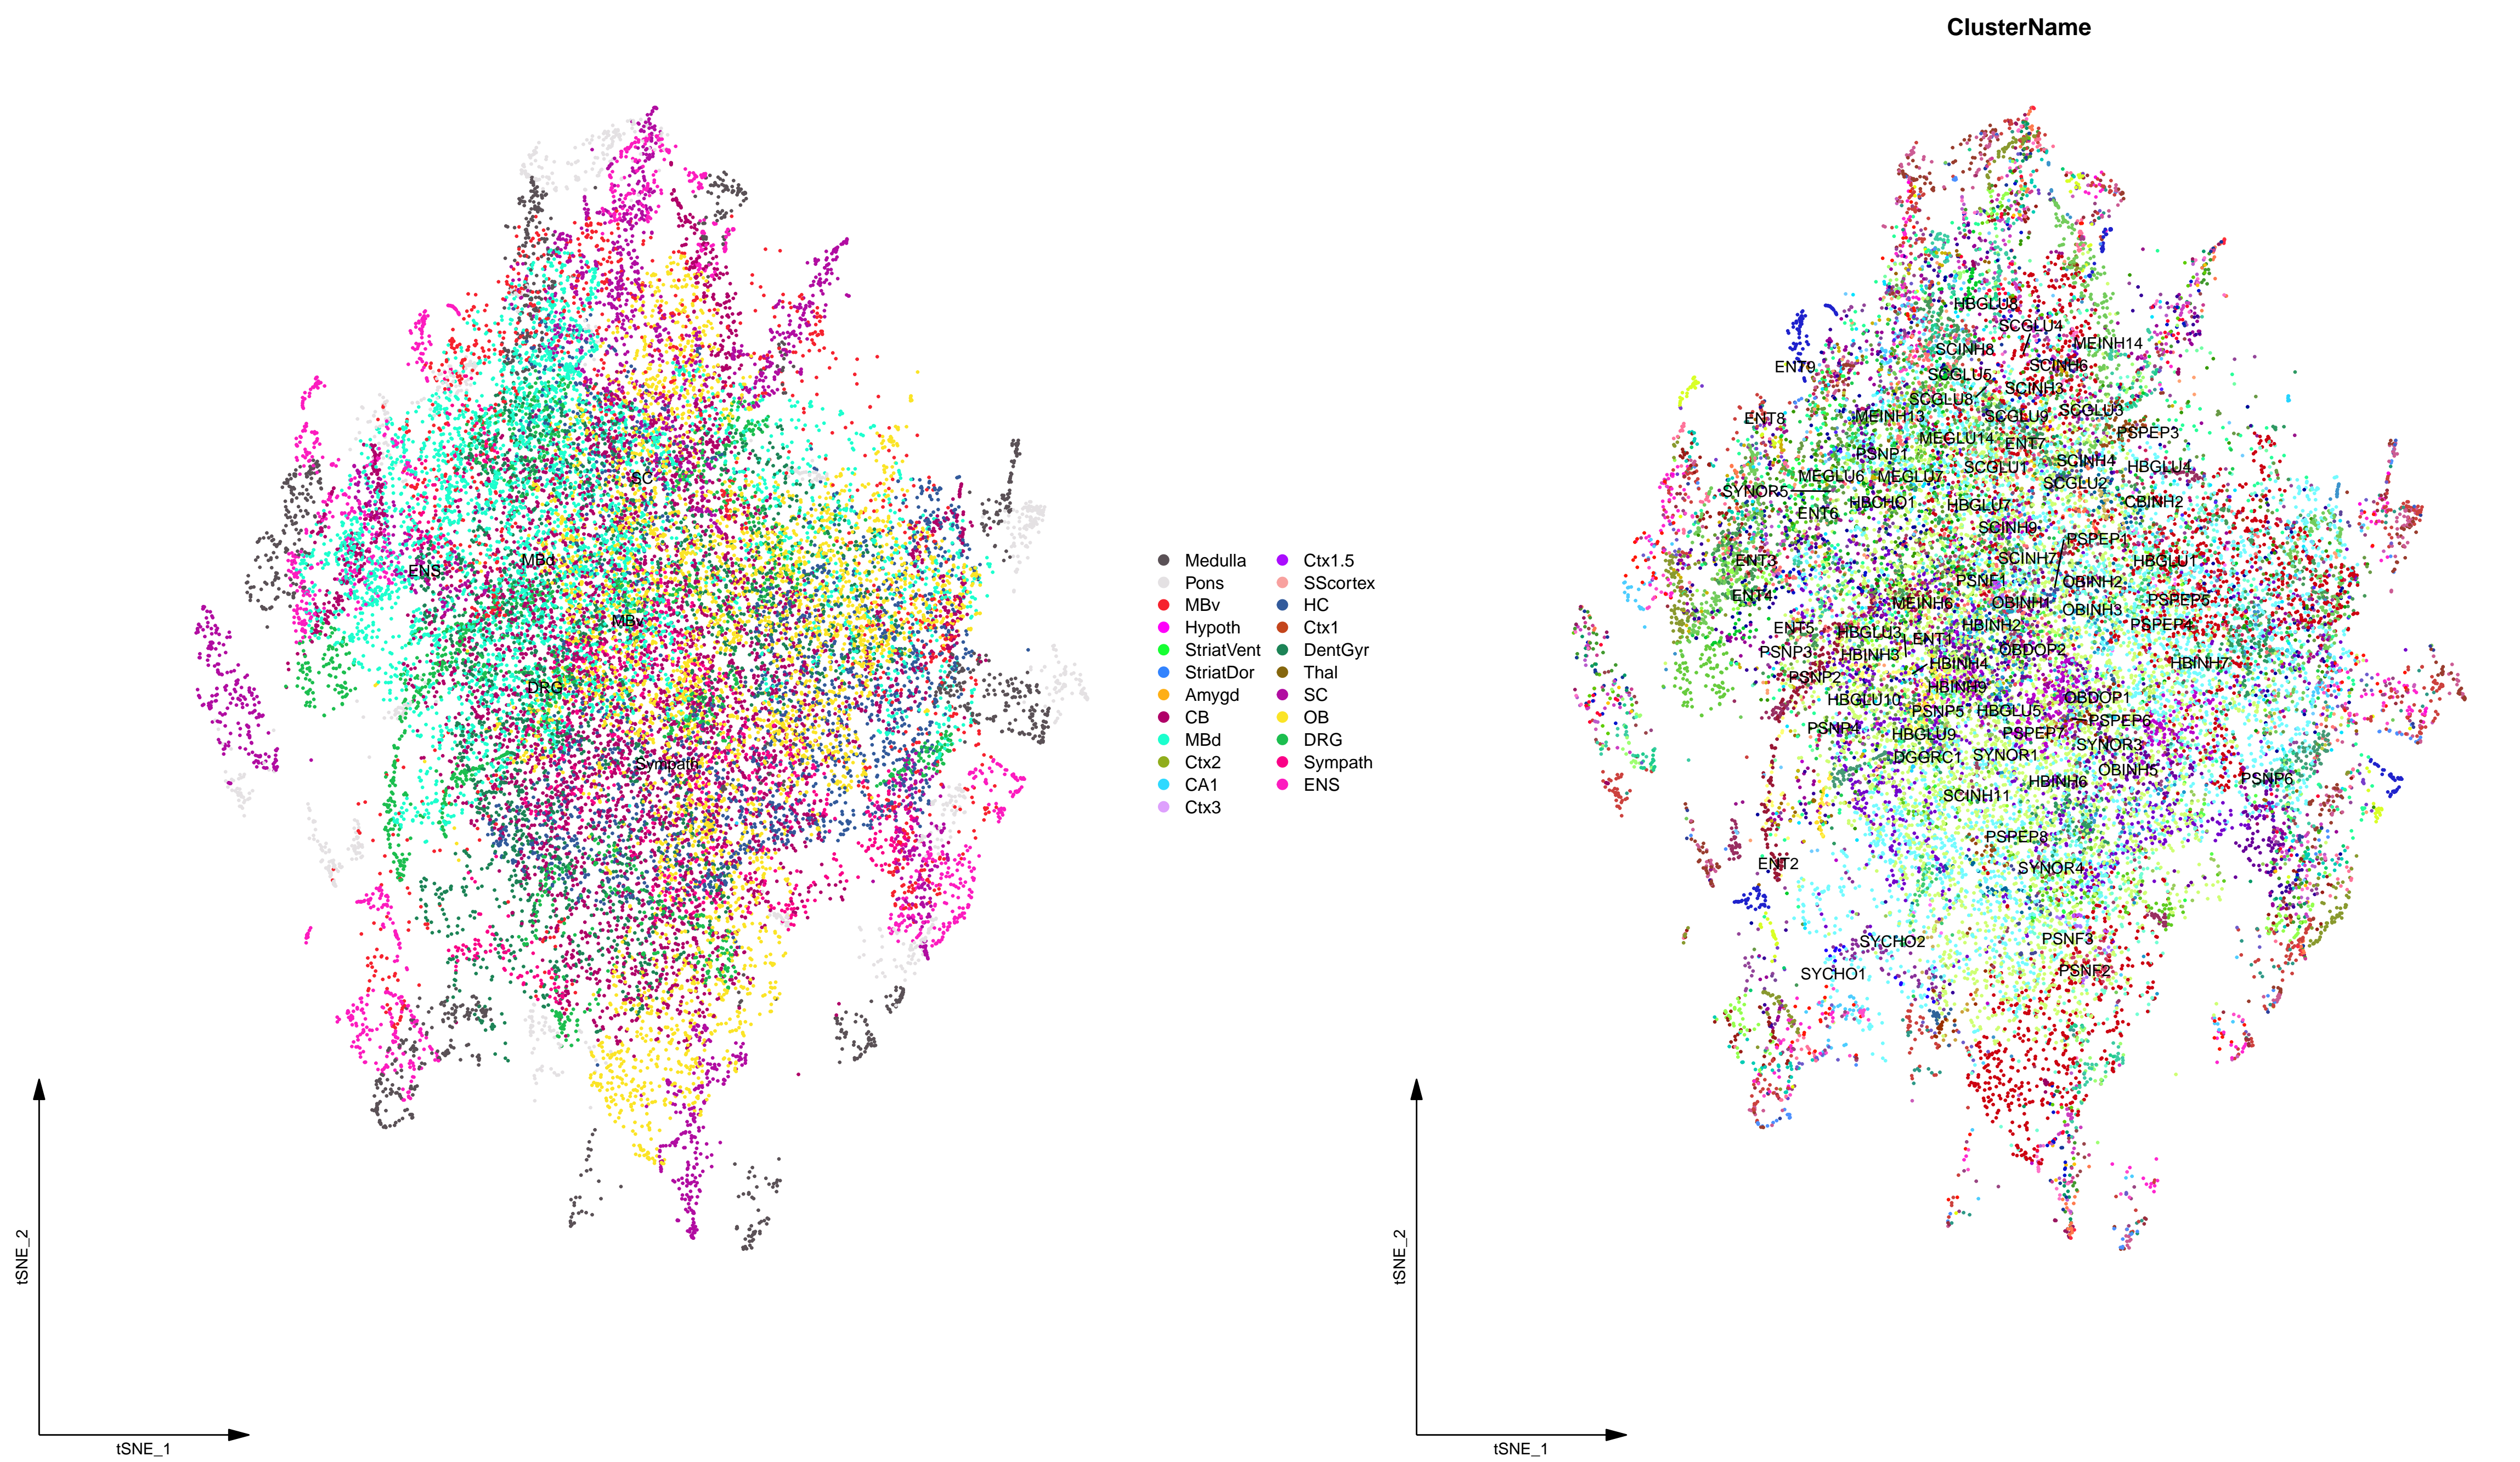 ClusterName
SC
MBd
ENS
MBv
DRG
Sympath
tSNE_2
tSNE_1
Medulla
Pons
MBv
Hypoth
StriatVent
StriatDor
Amygd
CB
MBd
Ctx2
CA1
Ctx3
Ctx1.5
SScortex
HC
Ctx1
DentGyr
Thal
SC
OB
DRG
Sympath
ENS
HBGLU8
SCGLU4
MEINH14
SCINH8
SCINH6
EN79
SCGLU5
SCINH3
SCGLU8
SCGLU3
ENT8
MEINH13
SCGLU9
PSPEP3
MEGLU14
ENT7
PSNP1
SCINH4
HBGLU4
SCGLU1
MEGLU6
MEGLU7
SCGLU2
SYNOR5
HBCHO1
HBGLU7
CBINH2
ENT6
SCINH9
PSPEP1
ENT3
SCINH7
HBGLU1
PSNF1
OBINH2
ENT4
MEINH6
OBINH1
PSPEP5
OBINH3
ENT5
HBGLU3
HBINH2
PSPEP4
ENT1
PSNP3
HBINH3
OBDOP2
HBINH4
HBINH7
PSNP2
HBINH9
HBGLU10
OBDOP1
PSNP5
HBGLU5
PSPEP6
PSNP4
HBGLU9
PSPEP7
SYNOR3
DGGRC1
SYNOR1
OBINH5
HBINH6
PSNP6
SCINH11
PSPEP8
ENT2
SYNOR4
SYCHO2
PSNF3
SYCHO1
PSNF2
tSNE_2
tSNE_1